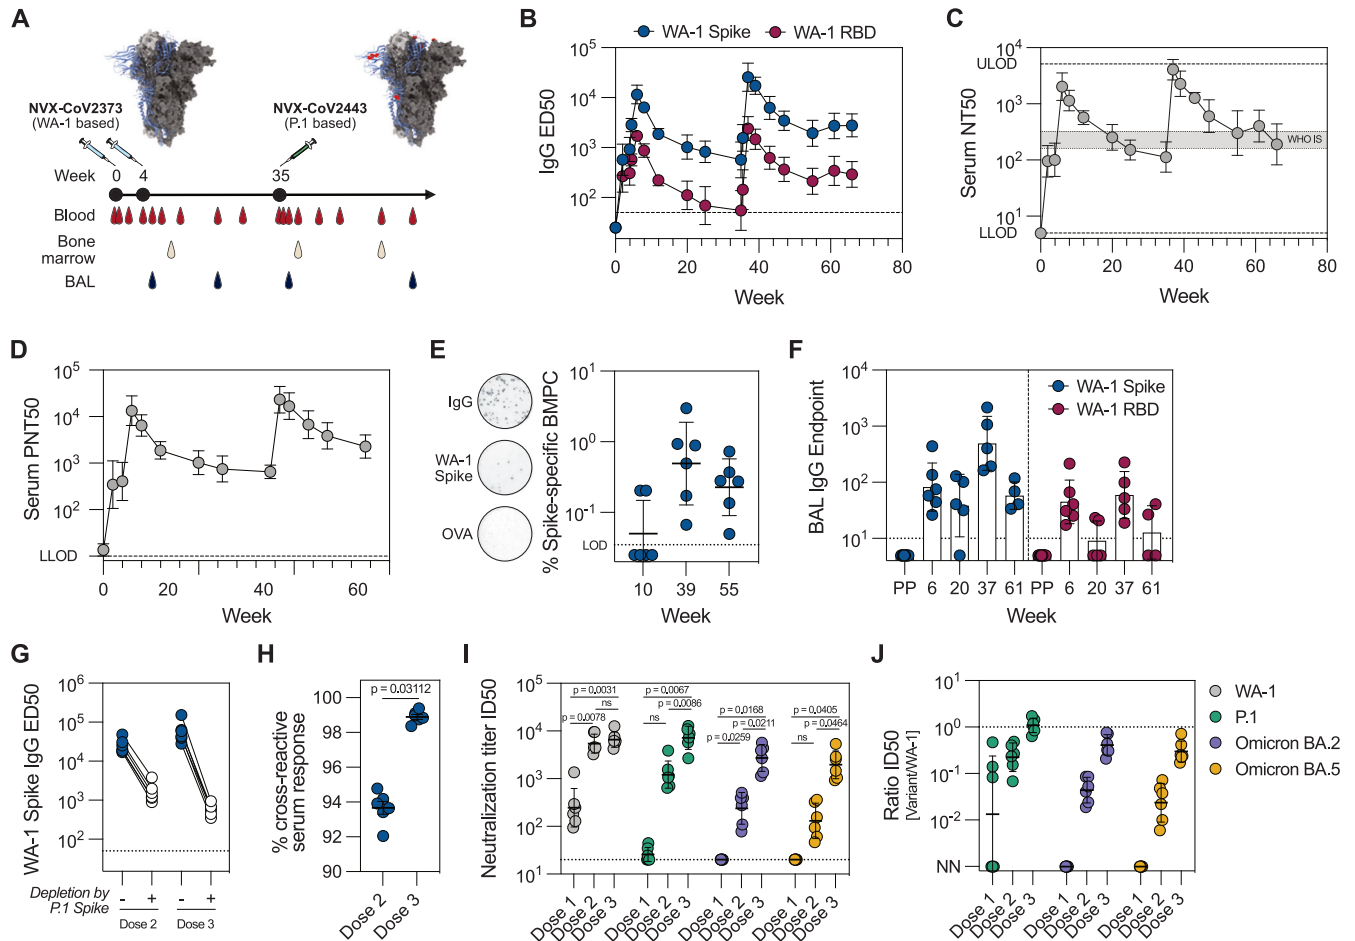 A
NVX-CoV2373
(WA-1 based)
NVX-CoV2443
(P.1 based)
Week 0 4 35
Blood
Bone
marrow
BAL
B
WA-1 Spike WA-1 RBD
IgG ED50
10^5
10^4
10^3
10^2
0 20 40 60 80
Week
C
Serum NT50
10^4
ULOD
10^3
WHO IS
10^2
10^1
LLOD
0 20 40 60 80
Week
D
Serum PNT50
10^5
10^4
10^3
10^2
LLOD
0 20 40 60
Week
E
IgG
WA-1
Spike
OVA
% Spike-specific BMPC
10^1
10^0
10^-1
LOD
10 39 55
Week
F
WA-1 Spike
WA-1 RBD
BAL IgG Endpoint
10^4
10^3
10^2
10^1
PP 6 20 37 61 PP 6 20 37 61
Week
G
WA-1 Spike IgG ED50
10^6
10^5
10^4
10^3
10^2
- + - +
Depletion by
P.1 Spike
Dose 2 Dose 3
H
% cross-reactive
serum response
p = 0.03112
100
98
96
94
92
90
Dose 2 Dose 3
I
Neutralization titer ID50
10^5
10^4
10^3
10^2
10^1
p = 0.0031
ns
p = 0.0078
p = 0.0067
p = 0.0086
ns
p = 0.0168
p = 0.0211
p = 0.0259
p = 0.0405
p = 0.0464
ns
Dose 1 Dose 2 Dose 3 Dose 1 Dose 2 Dose 3 Dose 1 Dose 2 Dose 3 Dose 1 Dose 2 Dose 3
J
Ratio ID50
[Variant/WA-1]
10^1
10^0
10^-1
10^-2
NN
Dose 1 Dose 2 Dose 3 Dose 1 Dose 2 Dose 3 Dose 1 Dose 2 Dose 3
WA-1
P.1
Omicron BA.2
Omicron BA.5